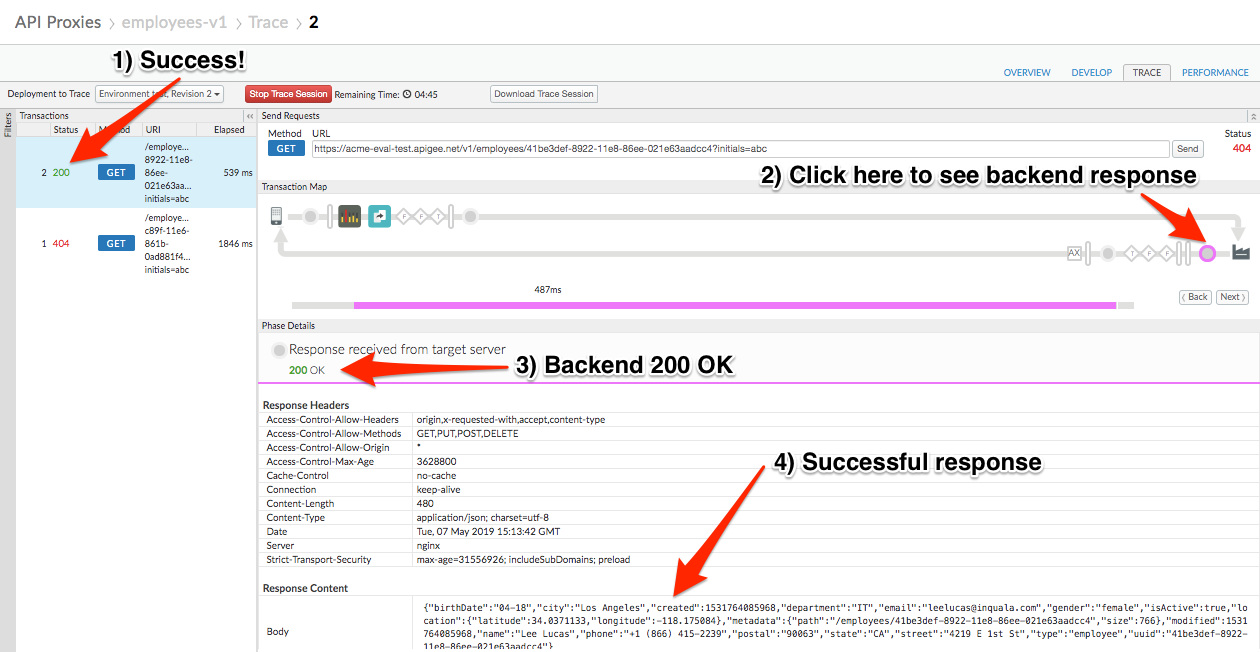 API Proxies > employees-v1 > Trace > 2
1) Success!
OVERVIEW DEVELOP TRACE PERFORMANCE
Deployment to Trace Environment test, Revision 2 Stop Trace Session Remaining Time: 04:45 Download Trace Session
Filters
Transactions
Status Method URI Elapsed
2 200 GET /employe...
8922-11e8-
86ee-
021e63aa...
initials=abc
539 ms
1 404 GET /employe...
c89f-11e6-
861b-
0ad881f4...
initials=abc
1846 ms
Send Requests
Method URL Status
GET https://acme-eval-test.apigee.net/v1/employees/41be3def-8922-11e8-86ee-021e63aadcc4?initials=abc Send 404
2) Click here to see backend response
Transaction Map
F F T
AX T F F
487ms
Back Next
Phase Details
Response received from target server
200 OK
3) Backend 200 OK
Response Headers
Access-Control-Allow-Headers origin,x-requested-with,accept,content-type
Access-Control-Allow-Methods GET,PUT,POST,DELETE
Access-Control-Allow-Origin *
Access-Control-Max-Age 3628800
Cache-Control no-cache
Connection keep-alive
Content-Length 480
Content-Type application/json; charset=utf-8
Date Tue, 07 May 2019 15:13:42 GMT
Server nginx
Strict-Transport-Security max-age=31556926; includeSubDomains; preload
4) Successful response
Response Content
Body
{"birthDate":"04-18","city":"Los Angeles","created":1531764085968,"department":"IT","email":"leelucas@inquala.com","gender":"female","isActive":true,"lo
cation":{"latitude":34.0371133,"longitude":-118.175084},"metadata":{"path":"/employees/41be3def-8922-11e8-86ee-021e63aadcc4","size":766},"modified":1531
764085968,"name":"Lee Lucas","phone":"+1 (866) 415-2239","postal":"90063","state":"CA","street":"4219 E 1st St","type":"employee","uuid":"41be3def-8922-
11e8-86ee-021e63aadcc4"}